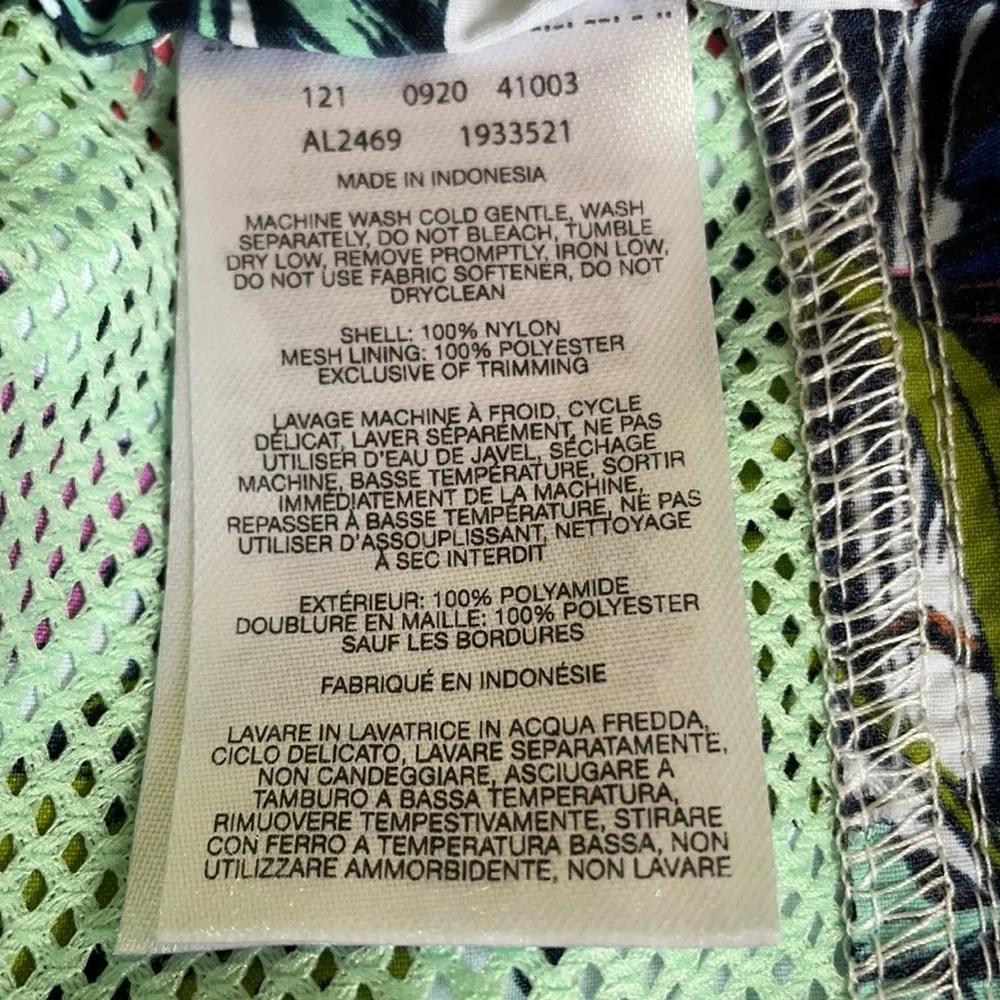 121 0920 41003
AL2469 1933521
MADE IN INDONESIA
MACHINE WASH COLD GENTLE, WASH
SEPARATELY, DO NOT BLEACH, TUMBLE
DRY LOW, REMOVE PROMPTLY, IRON LOW,
DO NOT USE FABRIC SOFTENER, DO NOT
DRYCLEAN
SHELL: 100% NYLON
MESH LINING: 100% POLYESTER
EXCLUSIVE OF TRIMMING
LAVAGE MACHINE À FROID, CYCLE
DÉLICAT, LAVER SÉPARÉMENT, NE PAS
UTILISER D'EAU DE JAVEL, SÉCHAGE
MACHINE, BASSE TEMPÉRATURE, SORTIR
IMMÉDIATEMENT DE LA MACHINE,
REPASSER À BASSE TEMPÉRATURE, NE PAS
UTILISER D'ASSOUPLISSANT, NETTOYAGE
À SEC INTERDIT
EXTÉRIEUR: 100% POLYAMIDE
DOUBLURE EN MAILLE: 100% POLYESTER
SAUF LES BORDURES
FABRIQUÉ EN INDONÉSIE
LAVARE IN LAVATRICE IN ACQUA FREDDA,
CICLO DELICATO, LAVARE SEPARATAMENTE,
NON CANDEGGIARE, ASCIUGARE A
TAMBURO A BASSA TEMPERATURA,
RIMUOVERE TEMPESTIVAMENTE, STIRARE
CON FERRO A TEMPERATURA BASSA, NON
UTILIZZARE AMMORBIDENTE, NON LAVARE